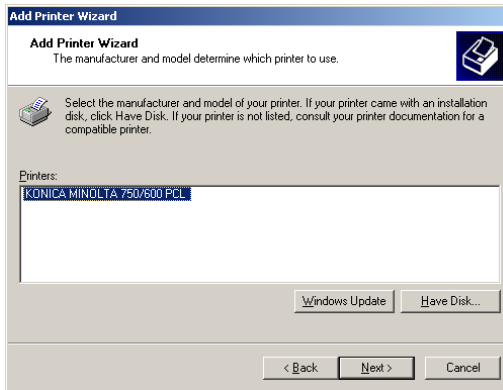 Add Printer Wizard
Add Printer Wizard
The manufacturer and model determine which printer to use.
Select the manufacturer and model of your printer. If your printer came with an installation
disk, click Have Disk. If your printer is not listed, consult your printer documentation for a
compatible printer.
Printers:
KONICA MINOLTA 750/600 PCL
Windows Update Have Disk...
< Back Next > Cancel